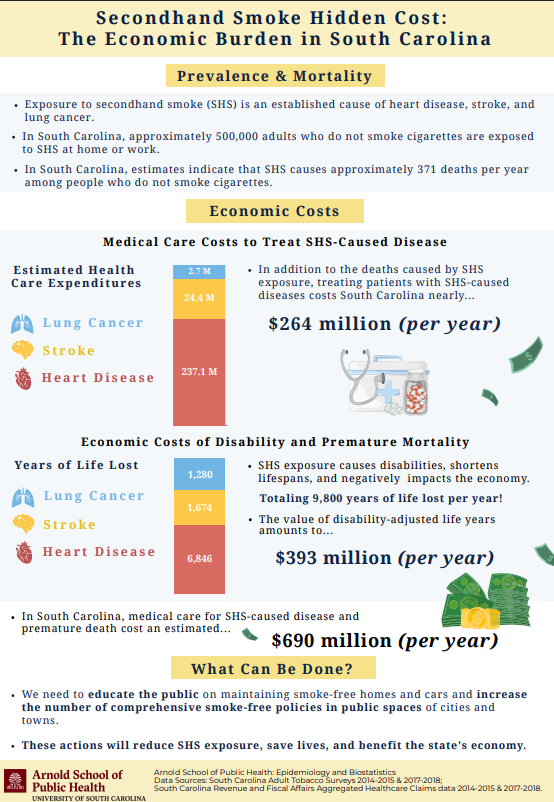 Secondhand Smoke Hidden Cost:
The Economic Burden in South Carolina
Prevalence & Mortality
• Exposure to secondhand smoke (SHS) is an established cause of heart disease, stroke, and
lung cancer.
• In South Carolina, approximately 500,000 adults who do not smoke cigarettes are exposed
to SHS at home or work.
• In South Carolina, estimates indicate that SHS causes approximately 371 deaths per year
among people who do not smoke cigarettes.
Economic Costs
Medical Care Costs to Treat SHS-Caused Disease
Estimated Health
Care Expenditures
Lung Cancer
Stroke
Heart Disease
2.7 M
24.4 M
237.1 M
• In addition to the deaths caused by SHS
exposure, treating patients with SHS-caused
diseases costs South Carolina nearly...
$264 million (per year)
Economic Costs of Disability and Premature Mortality
Years of Life Lost
Lung Cancer
Stroke
Heart Disease
1,280
1,674
6,846
• SHS exposure causes disabilities, shortens
lifespans, and negatively impacts the economy.
Totaling 9,800 years of life lost per year!
• The value of disability-adjusted life years
amounts to...
$393 million (per year)
• In South Carolina, medical care for SHS-caused disease and
premature death cost an estimated...
$690 million (per year)
What Can Be Done?
• We need to educate the public on maintaining smoke-free homes and cars and increase
the number of comprehensive smoke-free policies in public spaces of cities and
towns.
• These actions will reduce SHS exposure, save lives, and benefit the state's economy.
Arnold School of
Public Health
UNIVERSITY OF SOUTH CAROLINA
Arnold School of Public Health: Epidemiology and Biostatistics
Data Sources: South Carolina Adult Tobacco Surveys 2014-2015 & 2017-2018;
South Carolina Revenue and Fiscal Affairs Aggregated Healthcare Claims data 2014-2015 & 2017-2018.